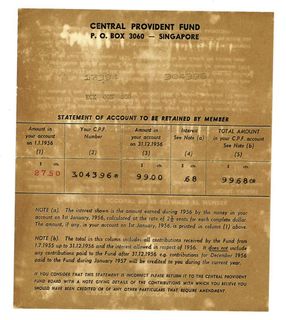 CENTRAL PROVIDENT FUND
P. O. BOX 3060 — SINGAPORE
304396
STATEMENT OF ACCOUNT TO BE RETAINED BY MEMBER
Amount in your account on 1.1.1956 (1)
Your C.P.F. Number (2)
Amount in your account on 31.12.1956 (3)
Interest See Note (a) (4)
TOTAL AMOUNT in your C.P.F. account See Note (b) (5)
$ ch. $ ch. $ ch. $ ch.
87.50 304396 99.00 .68 99.68
NOTE (a). The interest shown is the amount earned during 1956 by the money in your
account on 1st January, 1956, calculated at the rate of 2½ cents for each complete dollar.
The amount, if any, in your account on 1st January, 1956, is printed in column (1) above.
NOTE (b). The total in this column includes all contributions received by the Fund from
1.7.1955 up to 31.12.1956 and the interest allowed in respect of 1956. It does not include
any contributions paid to the Fund after 31.12.1956 e.g. contributions for December 1956
paid to the Fund during January 1957 will be credited to you during the current year.
IF YOU CONSIDER THAT THIS STATEMENT IS INCORRECT PLEASE RETURN IT TO THE CENTRAL PROVIDENT
FUND BOARD WITH A NOTE GIVING DETAILS OF THE CONTRIBUTIONS WITH WHICH YOU BELIEVE YOU
SHOULD HAVE BEEN CREDITED OR OF ANY OTHER PARTICULARS THAT REQUIRE AMENDMENT.